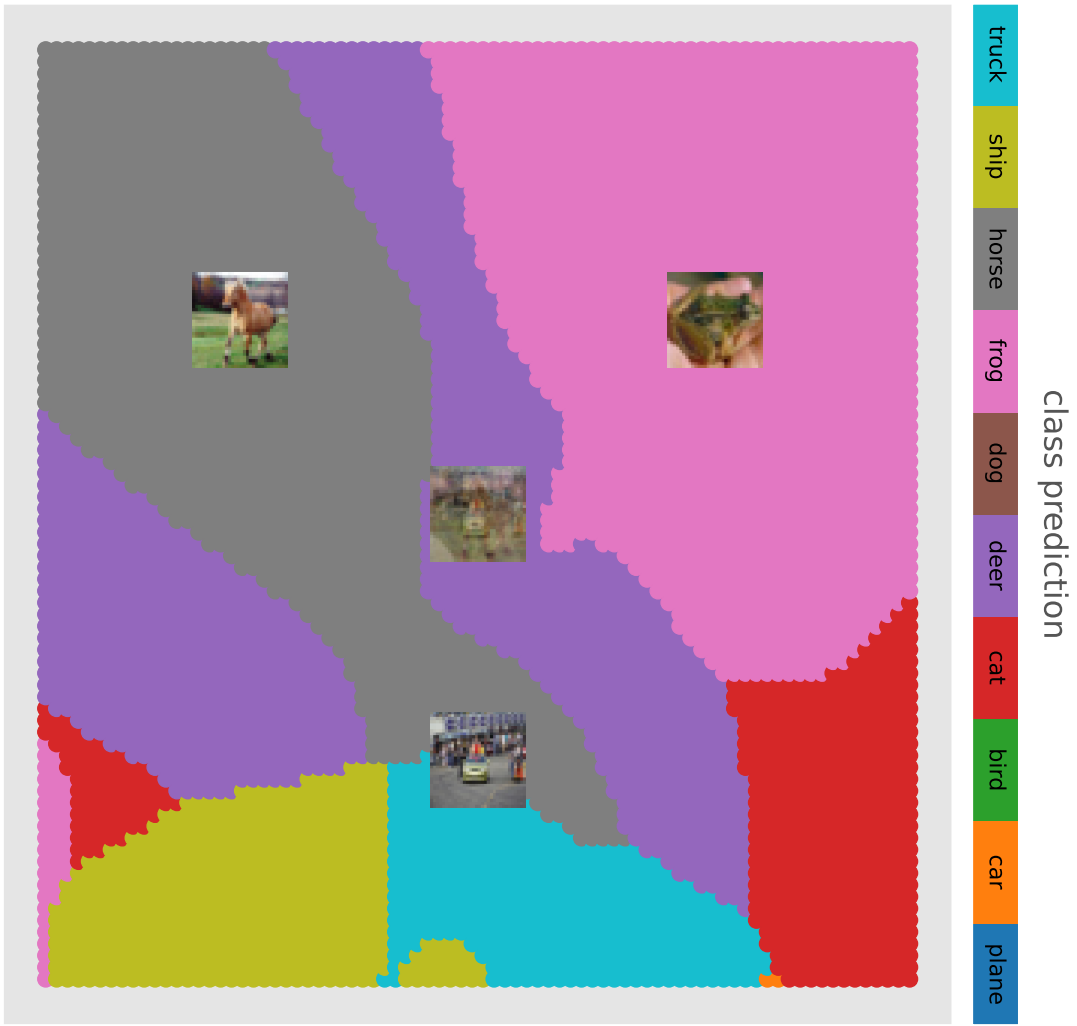 truck
ship
horse
frog
dog
deer
cat
bird
car
plane
class prediction